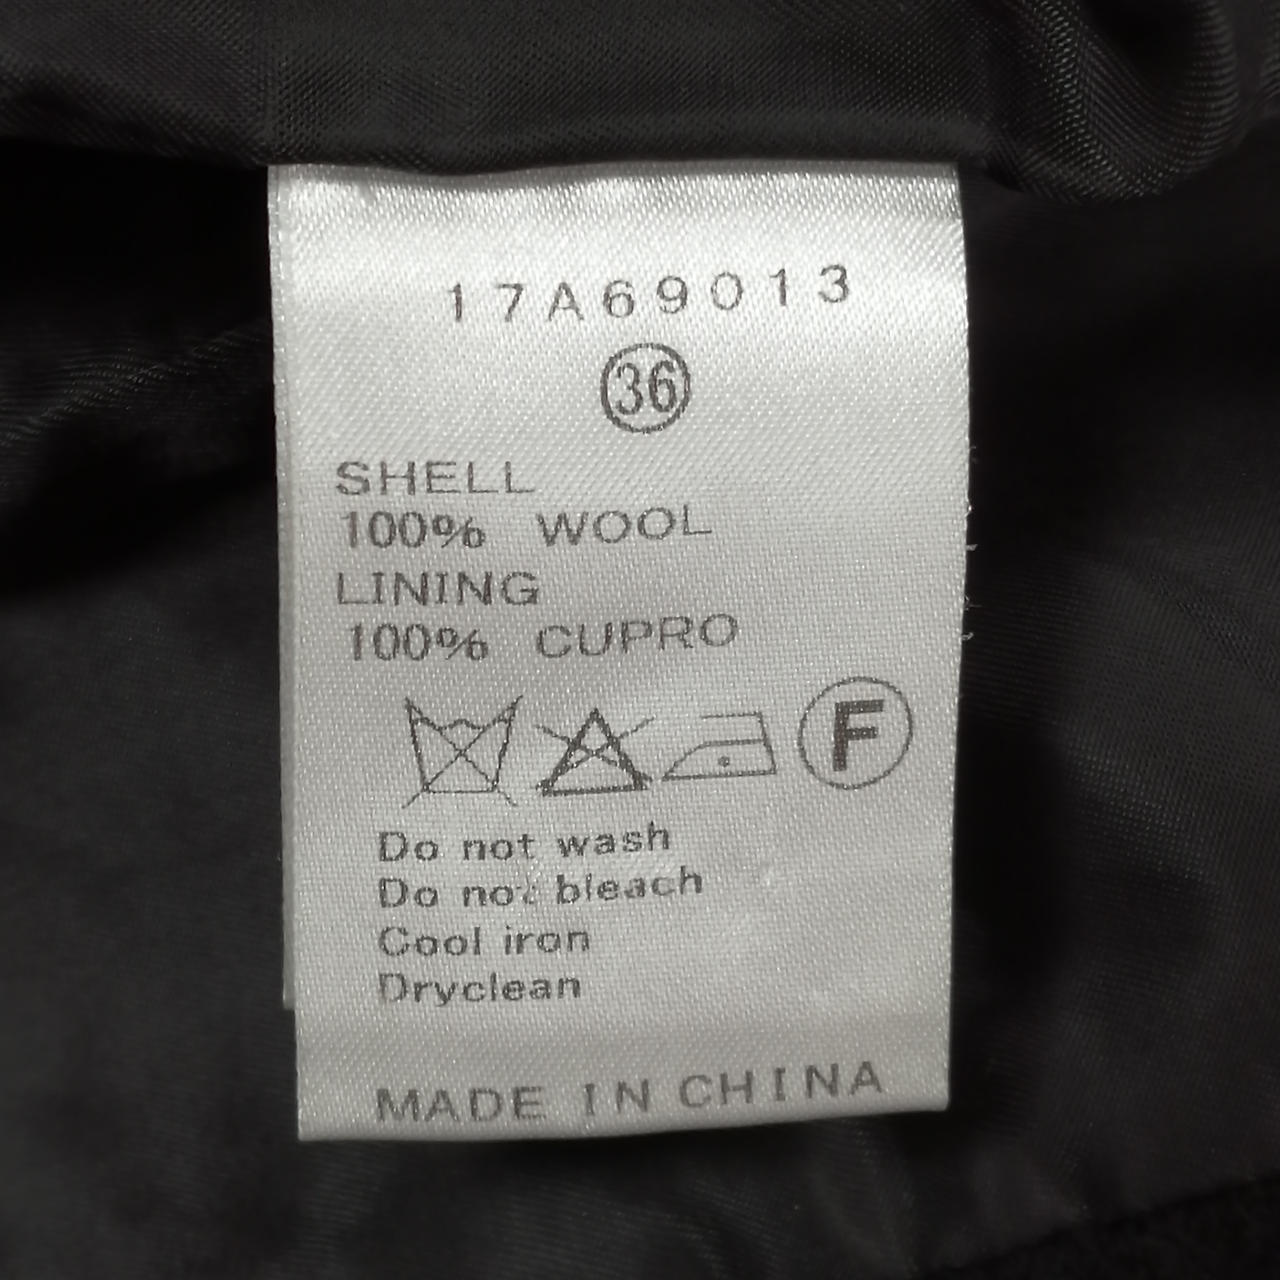 17A69013
36
SHELL
100% WOOL
LINING
100% CUPRO
F
Do not wash
Do not bleach
Cool iron
Dryclean
MADE IN CHINA